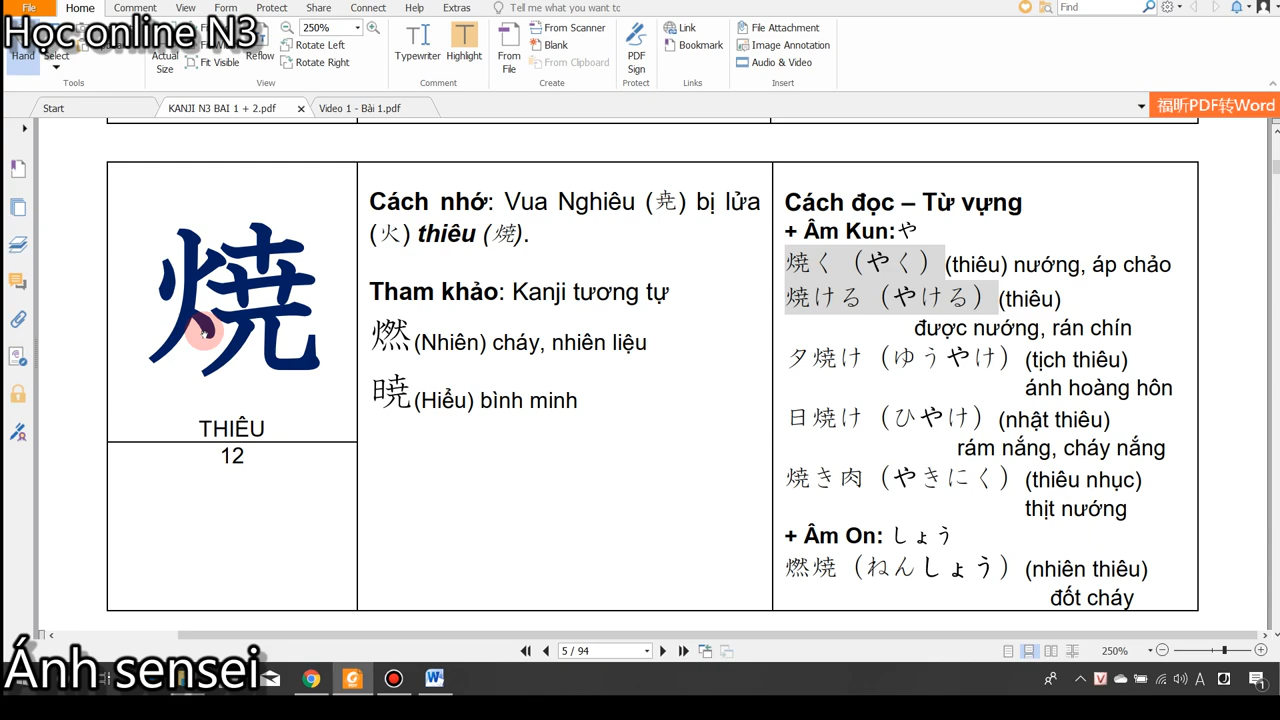 File
Home
Comment
View
Form
Protect
Share
Connect
Help
Extras
Tell me what you want to
Find
Học online N3
Hand
Select
Actual
Size
Reflow
250%
Fit Visible
Rotate Left
Rotate Right
Typewriter
Highlight
From
File
From Scanner
Blank
From Clipboard
PDF
Sign
Link
Bookmark
File Attachment
Image Annotation
Audio & Video
Tools
View
Comment
Create
Protect
Links
Insert
Start
KANJI N3 BAI 1 + 2.pdf
Video 1 - Bài 1.pdf
福昕PDF转Word
焼
THIÊU
12
Cách nhớ: Vua Nghiêu (尭) bị lửa
(火) thiêu (焼).
Tham khảo: Kanji tương tự
燃(Nhiên) cháy, nhiên liệu
暁(Hiểu) bình minh
Cách đọc – Từ vựng
+ Âm Kun:や
焼く（やく）(thiêu) nướng, áp chảo
焼ける（やける）(thiêu)
được nướng, rán chín
夕焼け（ゆうやけ）(tịch thiêu)
ánh hoàng hôn
日焼け（ひやけ）(nhật thiêu)
rám nắng, cháy nắng
焼き肉（やきにく）(thiêu nhục)
thịt nướng
+ Âm On: しょう
燃焼（ねんしょう）(nhiên thiêu)
đốt cháy
5 / 94
250%
Ánh sensei